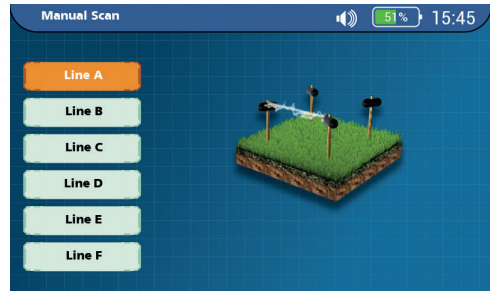 Manual Scan
51%
15:45
Line A
Line B
Line C
Line D
Line E
Line F